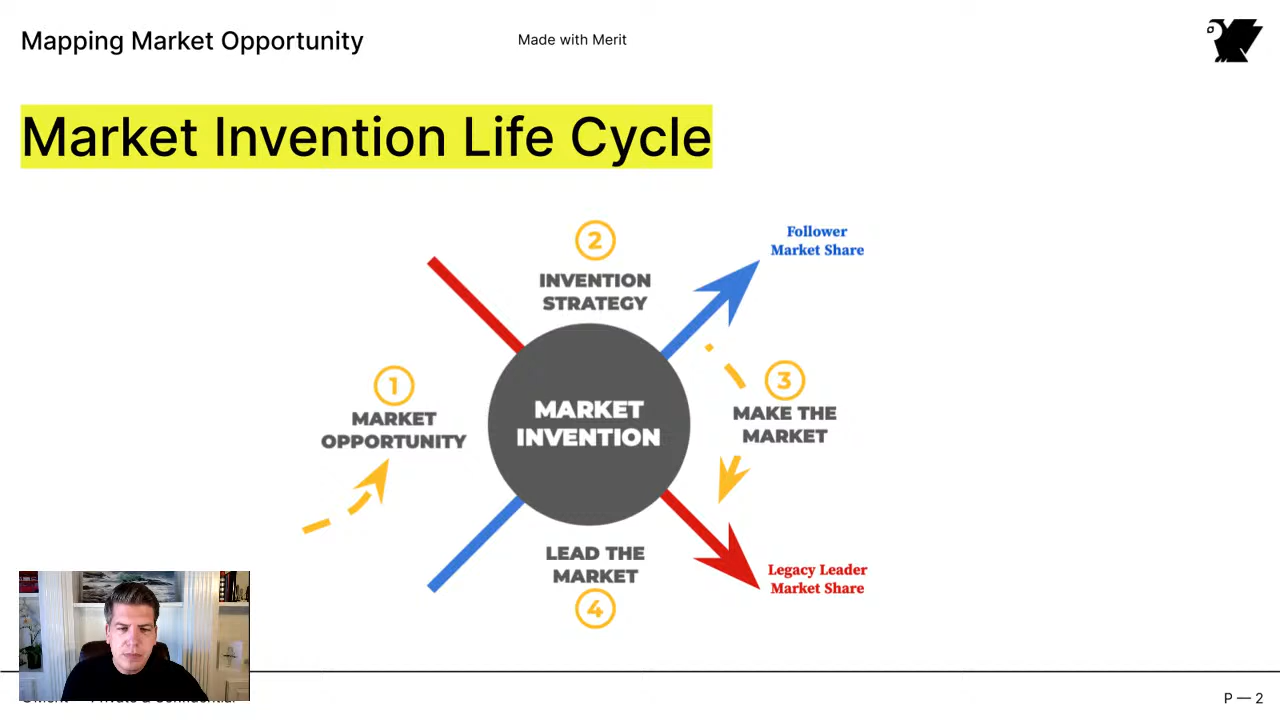 Mapping Market Opportunity
Made with Merit
Market Invention Life Cycle
2
INVENTION
STRATEGY
Follower
Market Share
1
MARKET
OPPORTUNITY
MARKET
INVENTION
3
MAKE THE
MARKET
LEAD THE
MARKET
4
Legacy Leader
Market Share
P — 2